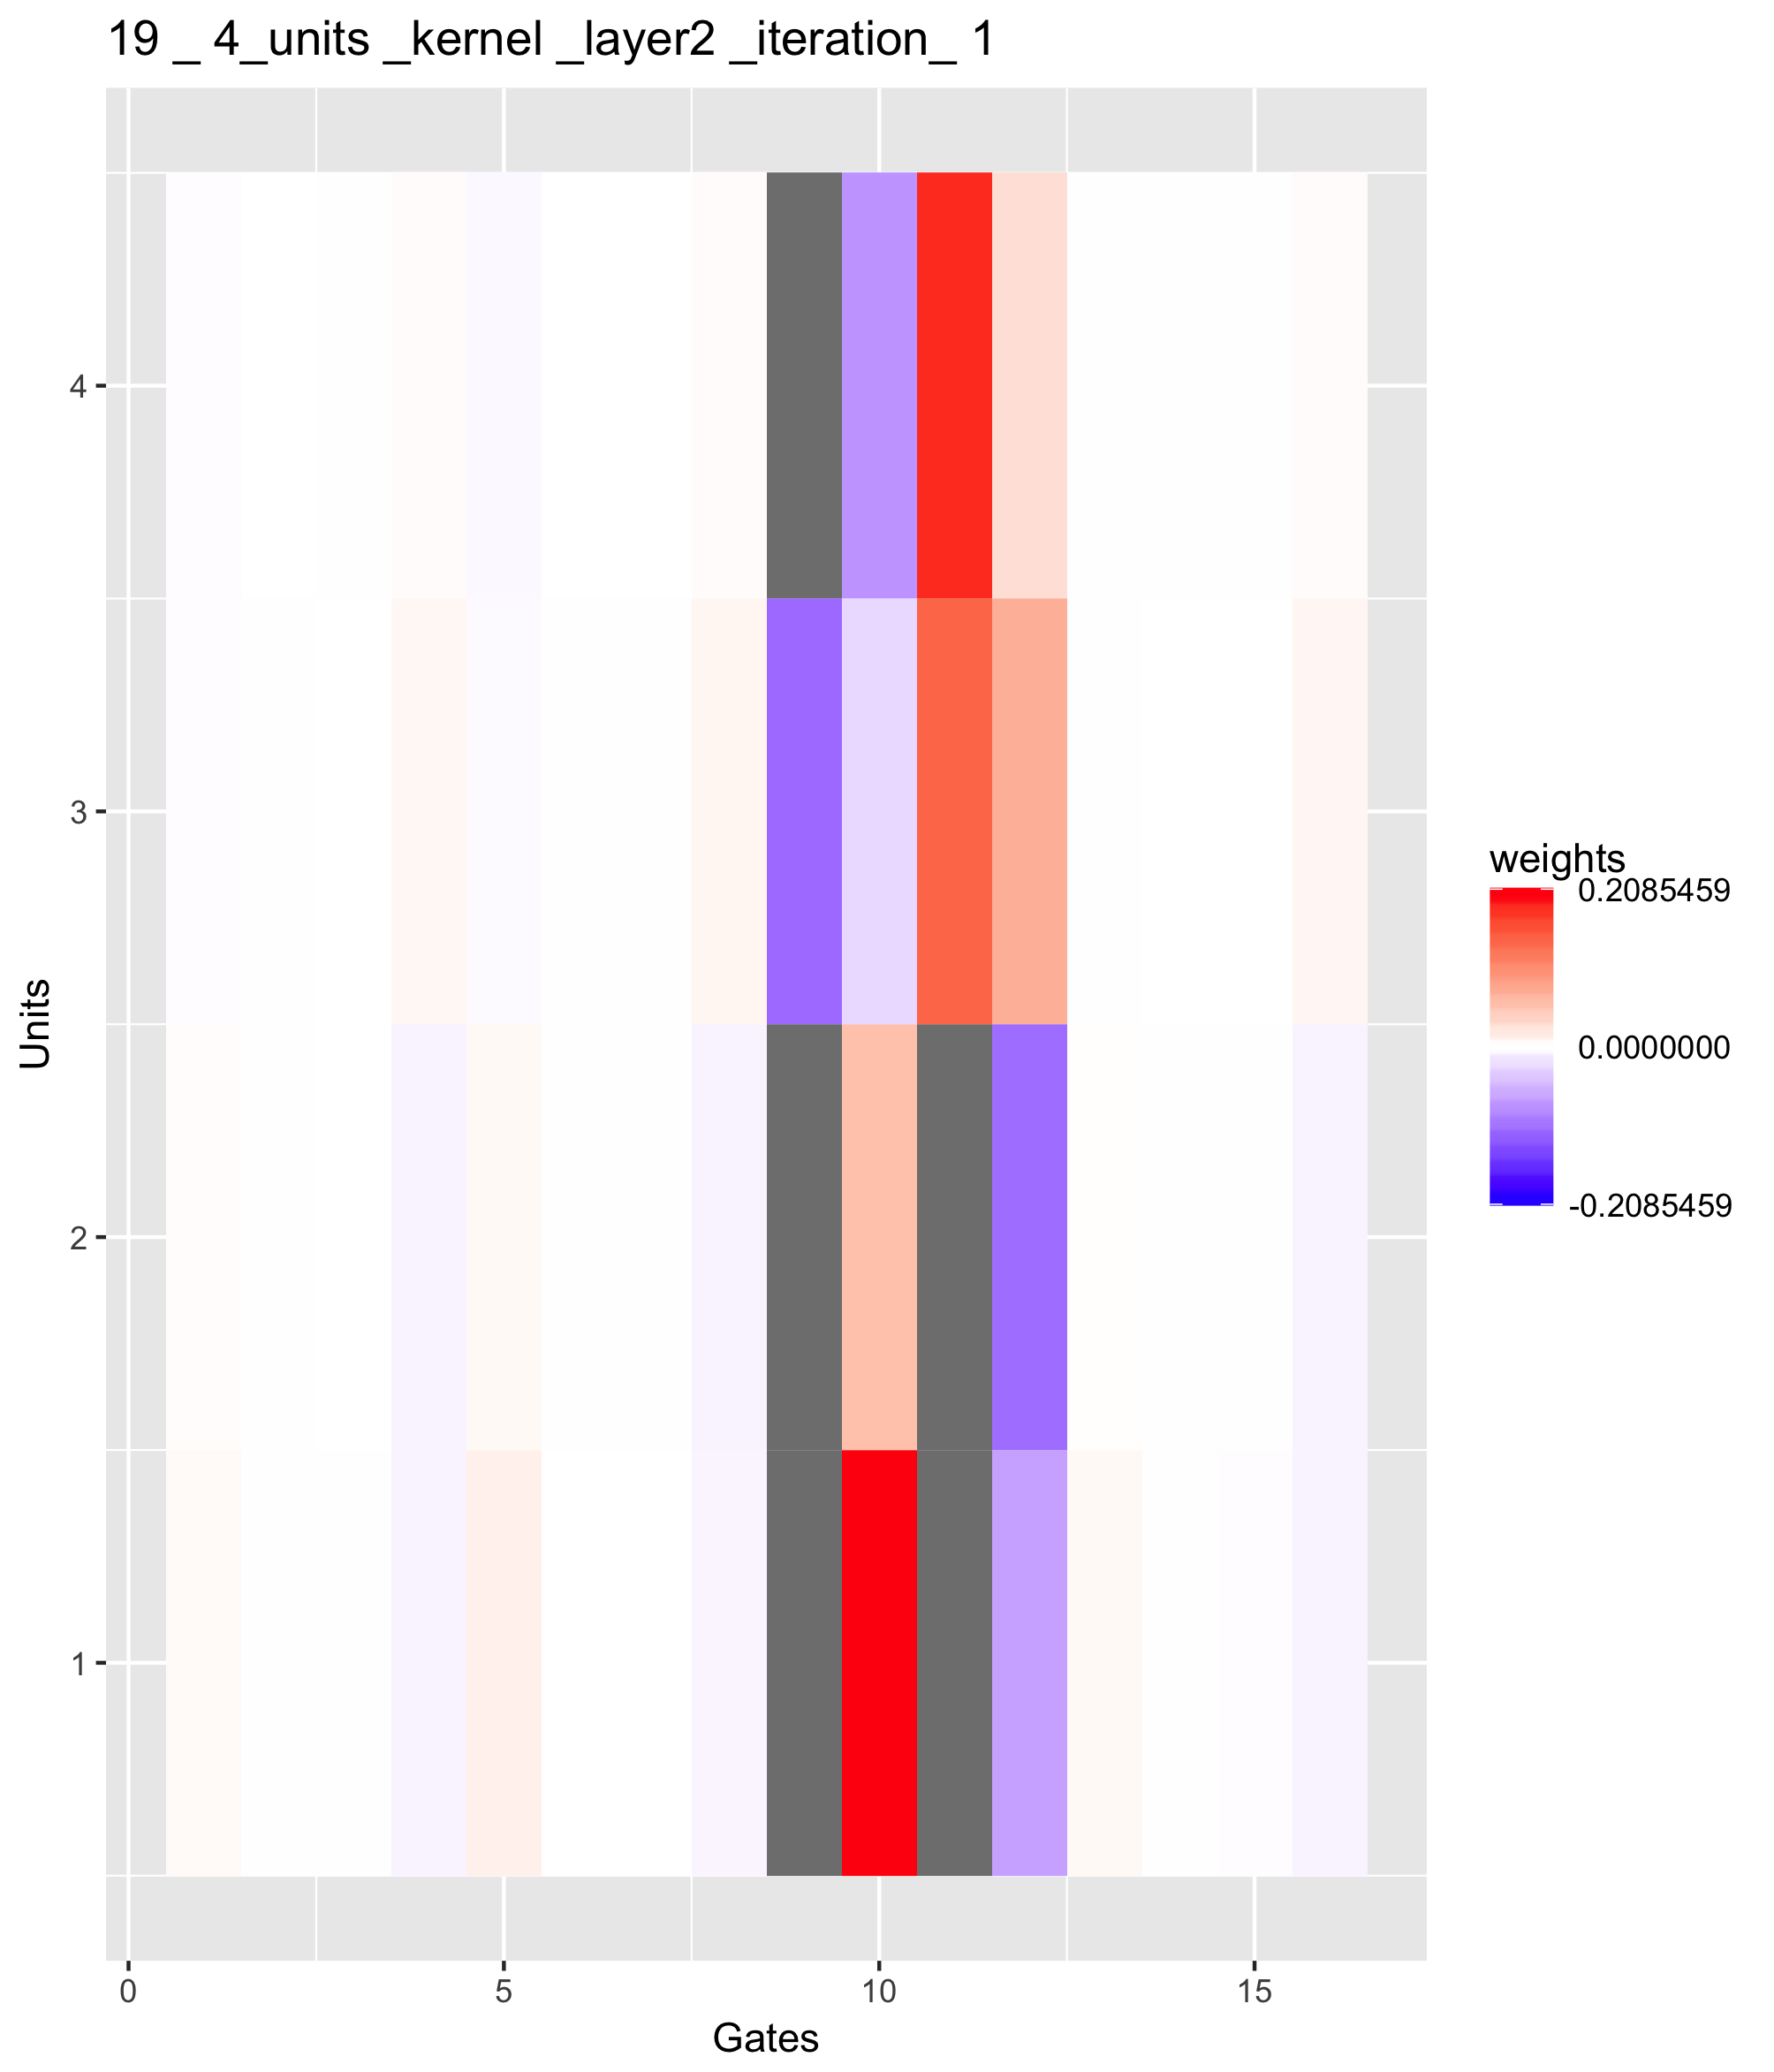 19 _ 4_units _kernel _layer2 _iteration_ 1
4
3
2
1
Units
0
5
10
15
Gates
weights
0.2085459
0.0000000
-0.2085459